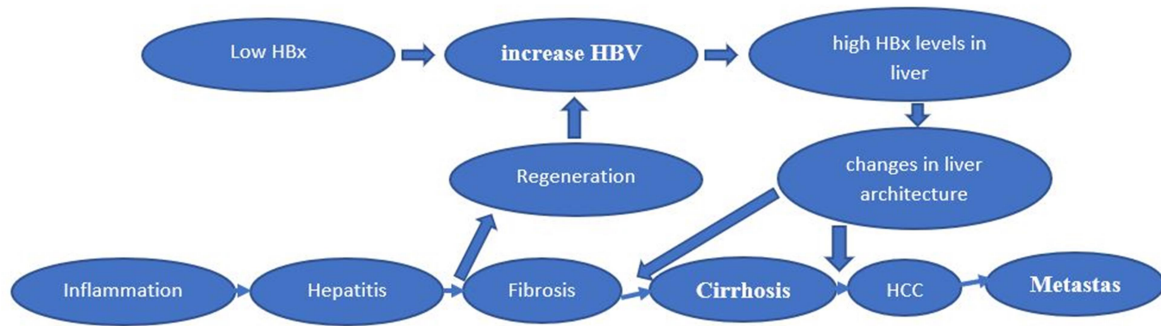 Low HBx
increase HBV
high HBx levels in
liver
Regeneration
changes in liver
architecture
Inflammation
Hepatitis
Fibrosis
Cirrhosis
HCC
Metastas